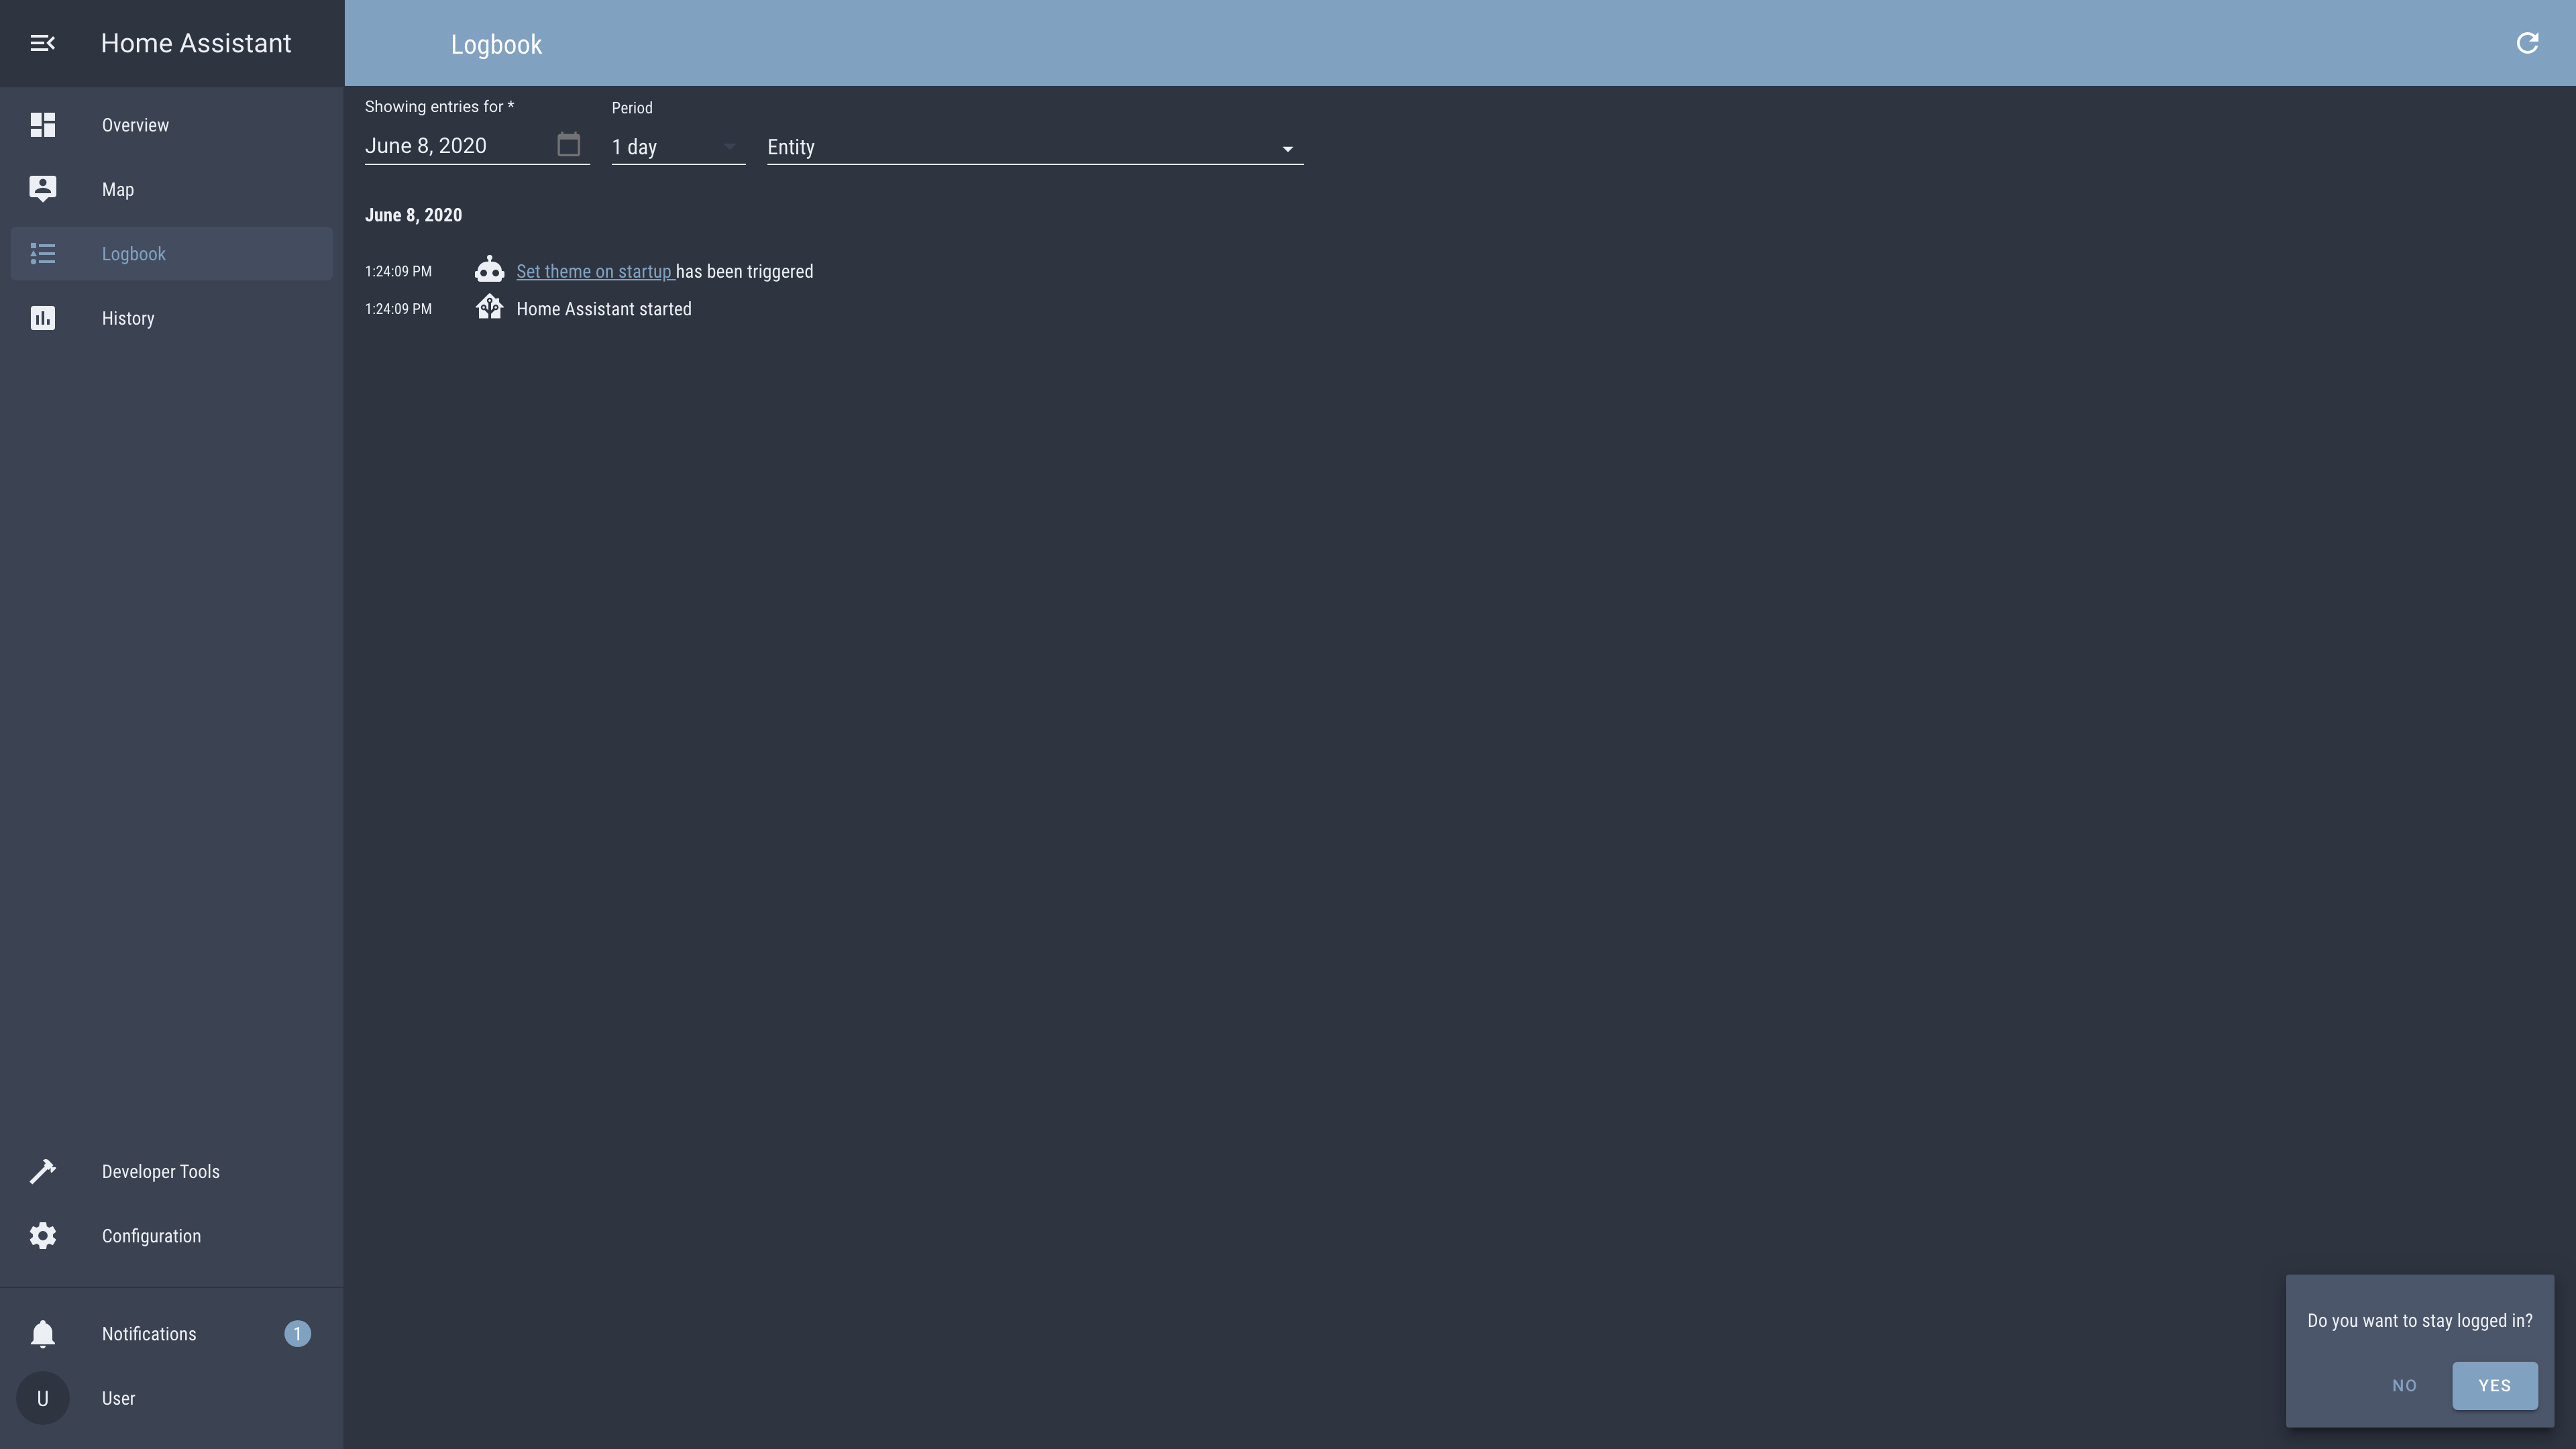 Home Assistant
Logbook
Overview
Map
Logbook
History
Showing entries for *
June 8, 2020
Period
1 day
Entity
June 8, 2020
1:24:09 PM Set theme on startup has been triggered
1:24:09 PM Home Assistant started
Developer Tools
Configuration
Notifications 1
U User
Do you want to stay logged in?
NO YES